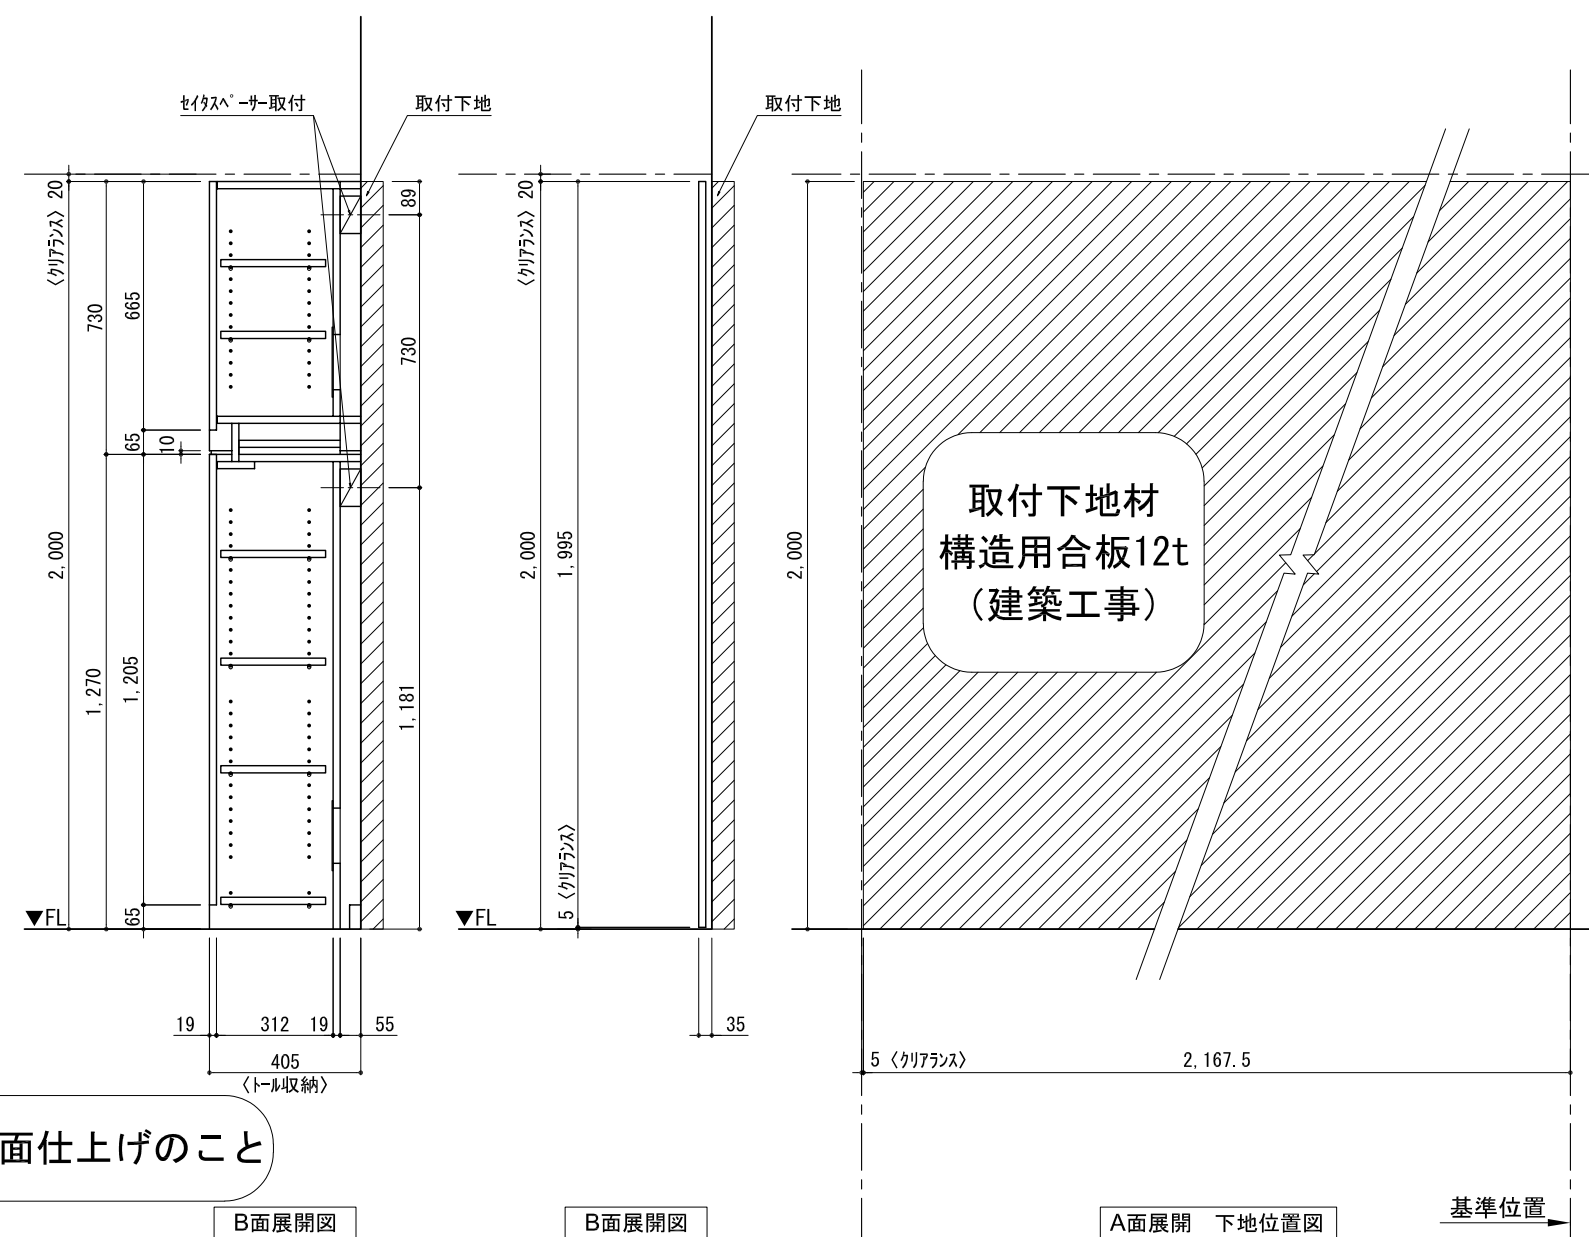 セイタスペーサー取付
取付下地
〈クリアランス〉 20
730
665
89
730
65
10
2,000
1,270
1,205
1,181
65
▼FL
19
312
19
55
405
〈トール収納〉
面仕上げのこと
B面展開図
取付下地
〈クリアランス〉 20
2,000
1,995
5 〈クリアランス〉
▼FL
35
B面展開図
2,000
取付下地材
構造用合板12t
(建築工事)
5 〈クリアランス〉
2,167.5
A面展開 下地位置図
基準位置